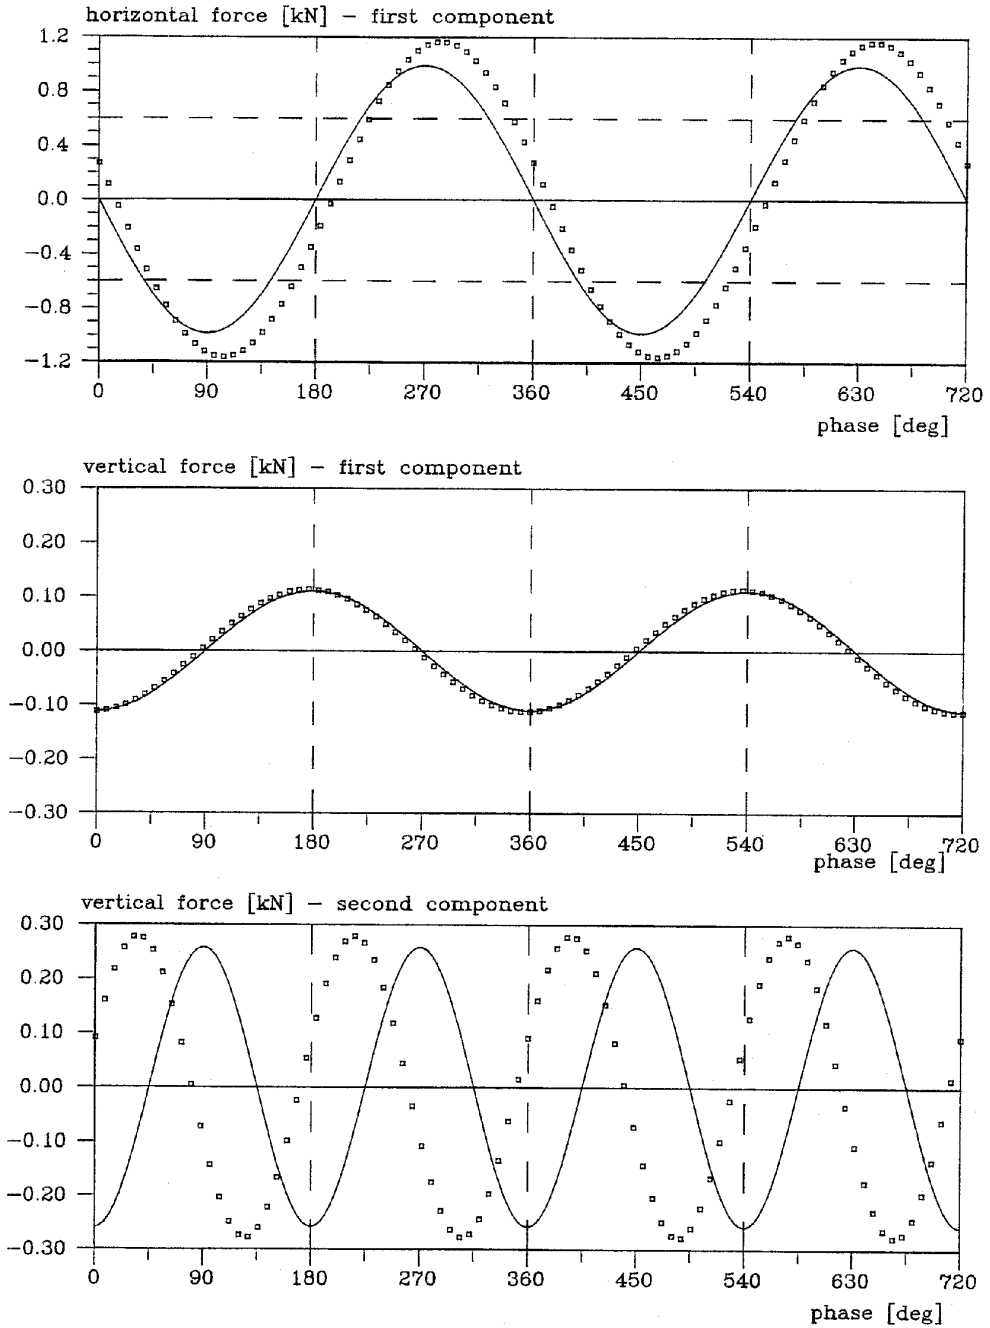 horizontal force [kN] – first component
1.2
0.8
0.4
0.0
−0.4
−0.8
−1.2
0 90 180 270 360 450 540 630 720
phase [deg]
vertical force [kN] – first component
0.30
0.20
0.10
0.00
−0.10
−0.20
−0.30
0 90 180 270 360 450 540 630 720
phase [deg]
vertical force [kN] – second component
0.30
0.20
0.10
0.00
−0.10
−0.20
−0.30
0 90 180 270 360 450 540 630 720
phase [deg]